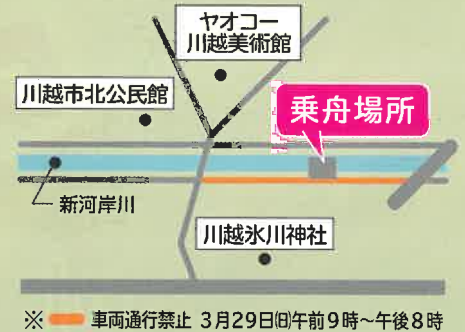 ヤオコー
川越美術館
川越市北公民館
乗舟場所
新河岸川
川越氷川神社
※ 車両通行禁止 3月29日(日)午前9時～午後8時